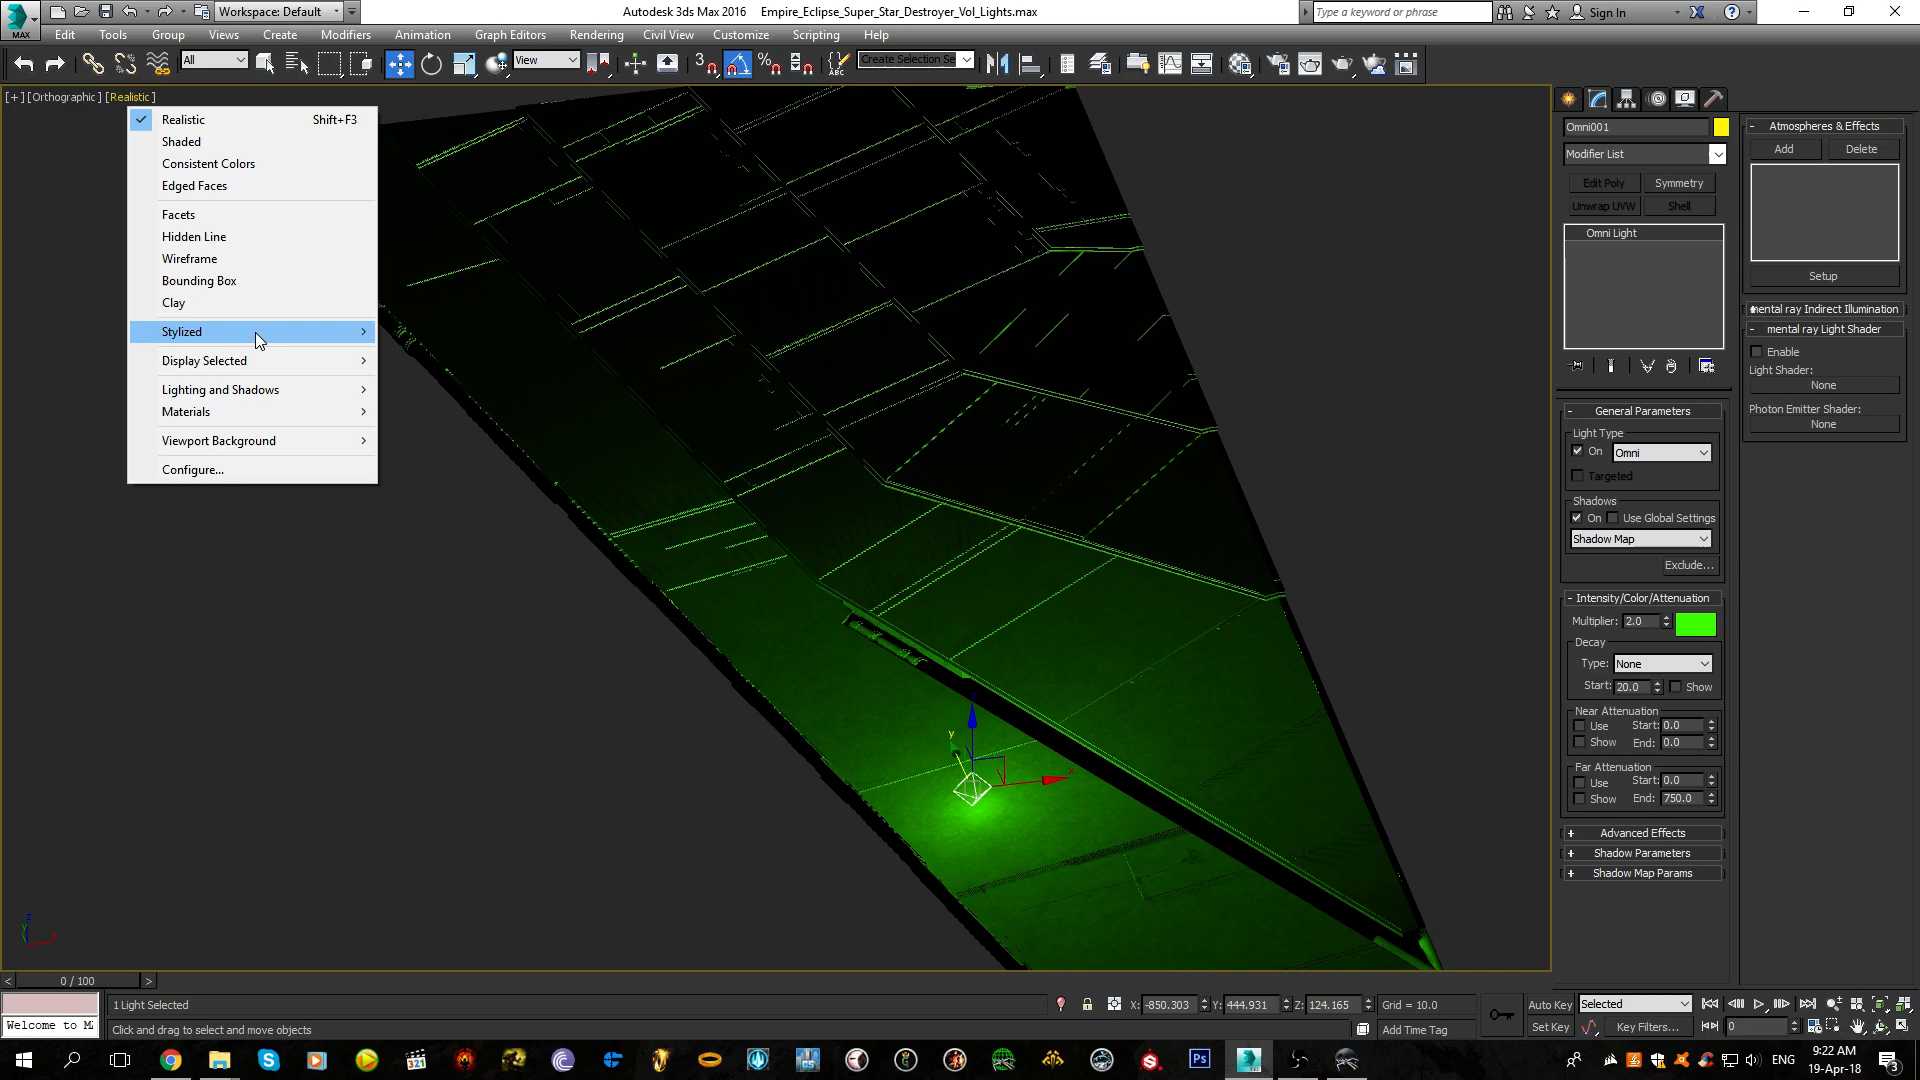 MAX
Workspace: Default
Autodesk 3ds Max 2016 Empire_Eclipse_Super_Star_Destroyer_Vol_Lights.max
Type a keyword or phrase
Sign In
Edit Tools Group Views Create Modifiers Animation Graph Editors Rendering Civil View Customize Scripting Help
All
View
3
ABC
Create Selection Se
[+] [Orthographic] [Realistic]
Realistic Shift+F3
Shaded
Consistent Colors
Edged Faces
Facets
Hidden Line
Wireframe
Bounding Box
Clay
Stylized
Display Selected
Lighting and Shadows
Materials
Viewport Background
Configure...
y
x
z
Omni001
Modifier List
Edit Poly Symmetry
Unwrap UVW Shell
Omni Light
- General Parameters
Light Type
On Omni
Targeted
Shadows
On Use Global Settings
Shadow Map
Exclude...
- Intensity/Color/Attenuation
Multiplier: 2.0
Decay
Type: None
Start: 20.0 Show
Near Attenuation
Use Start: 0.0
Show End: 0.0
Far Attenuation
Use Start: 0.0
Show End: 750.0
+ Advanced Effects
+ Shadow Parameters
+ Shadow Map Params
- Atmospheres & Effects
Add Delete
Setup
mental ray Indirect Illumination
- mental ray Light Shader
Enable
Light Shader:
None
Photon Emitter Shader:
None
< 0 / 100 >
1 Light Selected
X: -850.303 Y: 444.931 Z: 124.165 Grid = 10.0
Auto Key Selected
Welcome to M
Click and drag to select and move objects
Add Time Tag
Set Key Key Filters... 0
321
Ps
ENG
9:22 AM
19-Apr-18
3